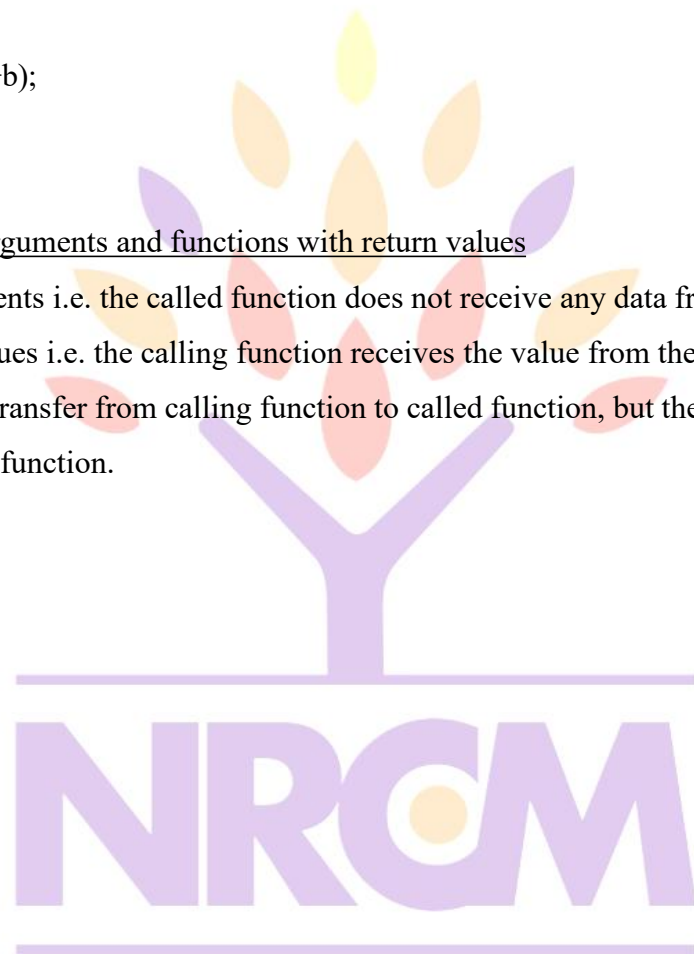 b);
guments and functions with return values
ents i.e. the called function does not receive any data fr
ues i.e. the calling function receives the value from the
ransfer from calling function to called function, but the
function.
NRCM